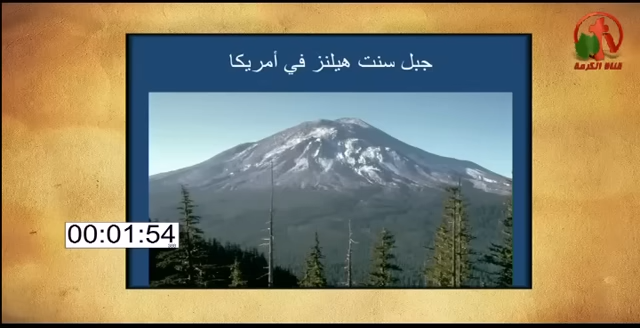 جبل سنت هيلنز في أمريكا
قناة الكرمة
00:01:54